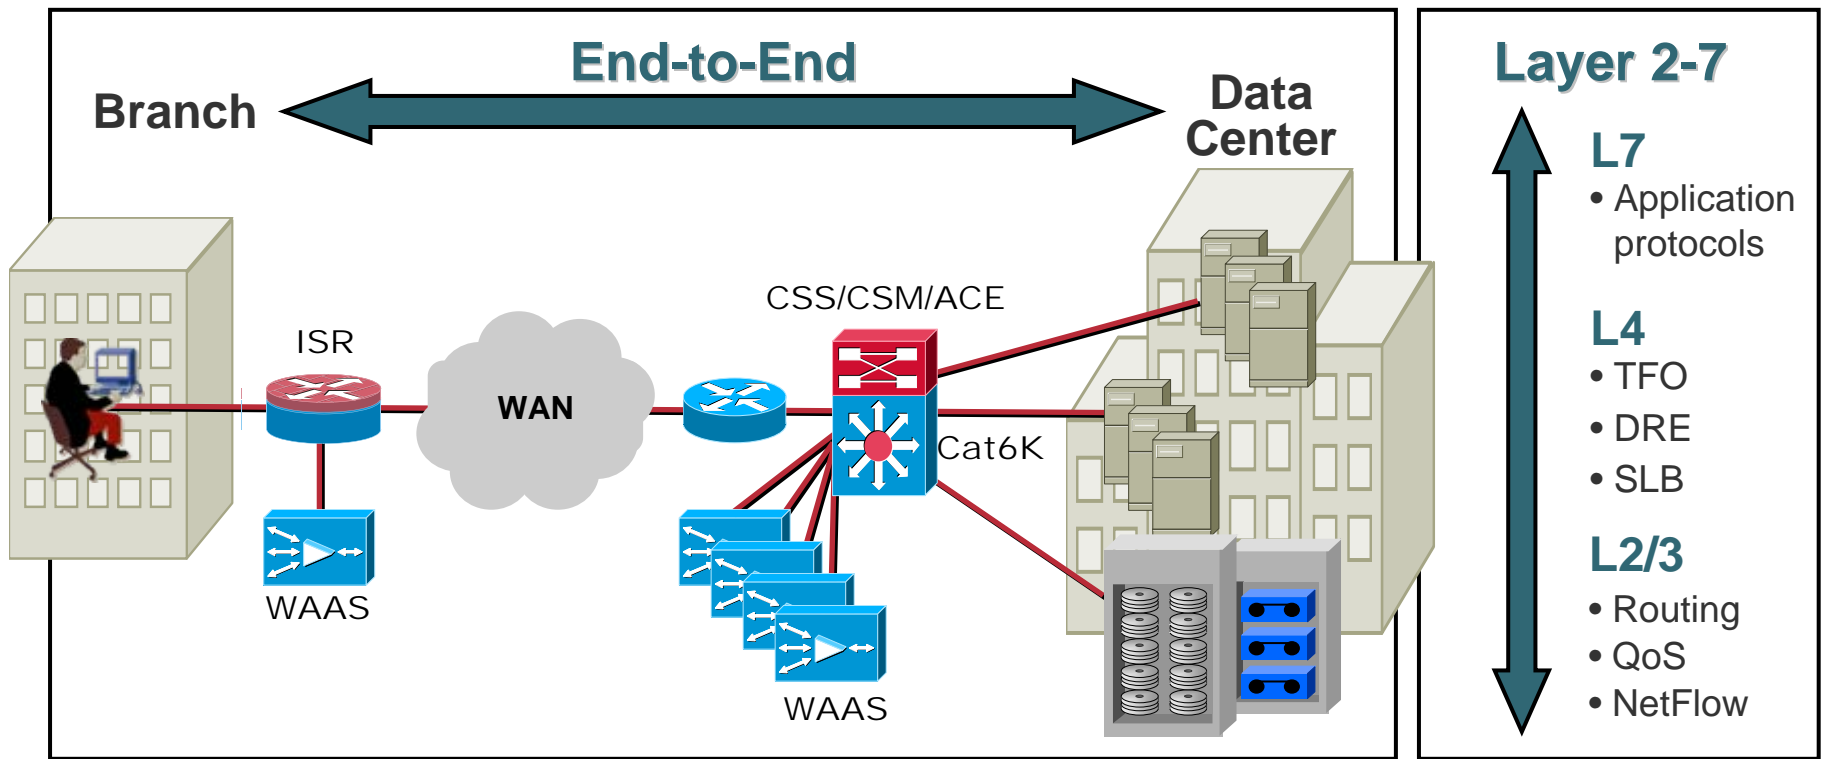 End-to-End
Branch
Data
Center
ISR
WAN
CSS/CSM/ACE
Cat6K
WAAS
WAAS
Layer 2-7
L7
• Application
protocols
L4
• TFO
• DRE
• SLB
L2/3
• Routing
• QoS
• NetFlow